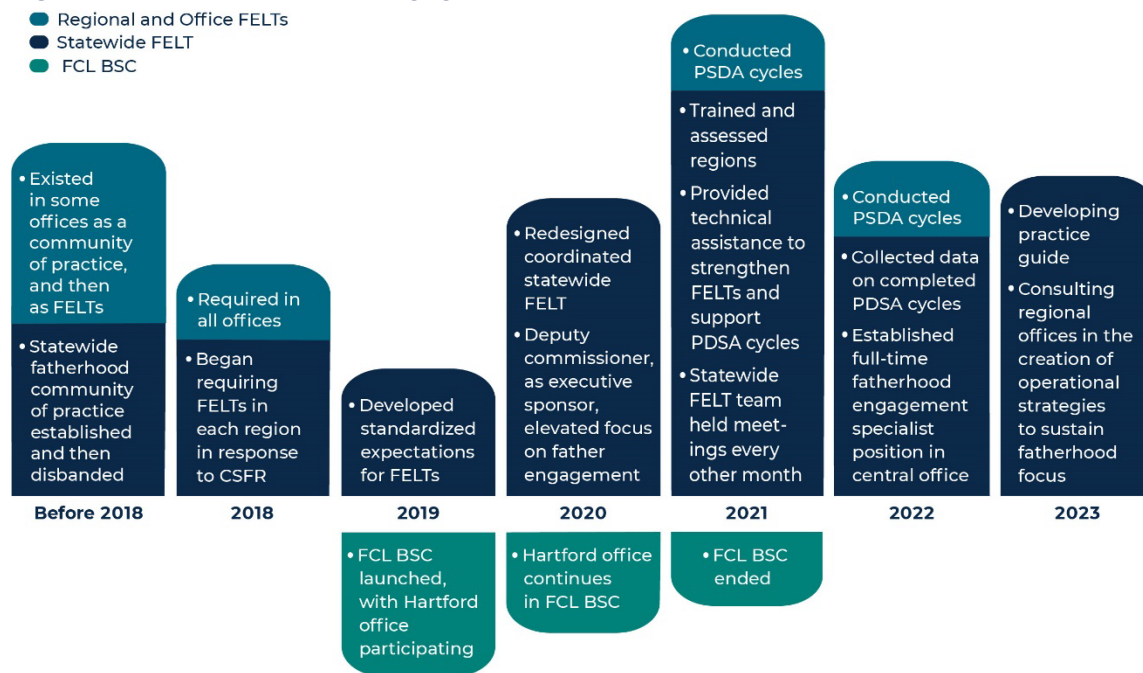 Regional and Office FELTs
Statewide FELT
FCL BSC
• Existed
in some
offices as a
community
of practice,
and then
as FELTs
• Statewide
fatherhood
community
of practice
established
and then
disbanded
Before 2018
• Required in
all offices
• Began
requiring
FELTs in
each region
in response
to CSFR
2018
• Developed
standardized
expectations
for FELTs
2019
• FCL BSC
launched,
with Hartford
office
participating
• Redesigned
coordinated
statewide
FELT
• Deputy
commissioner,
as executive
sponsor,
elevated focus
on father
engagement
2020
• Hartford office
continues
in FCL BSC
• Conducted
PSDA cycles
• Trained and
assessed
regions
• Provided
technical
assistance to
strengthen
FELTs and
support
PDSA cycles
• Statewide
FELT team
held meet-
ings every
other month
2021
• FCL BSC
ended
• Conducted
PSDA cycles
• Collected data
on completed
PDSA cycles
• Established
full-time
fatherhood
engagement
specialist
position in
central office
2022
• Developing
practice
guide
• Consulting
regional
offices in the
creation of
operational
strategies
to sustain
fatherhood
focus
2023